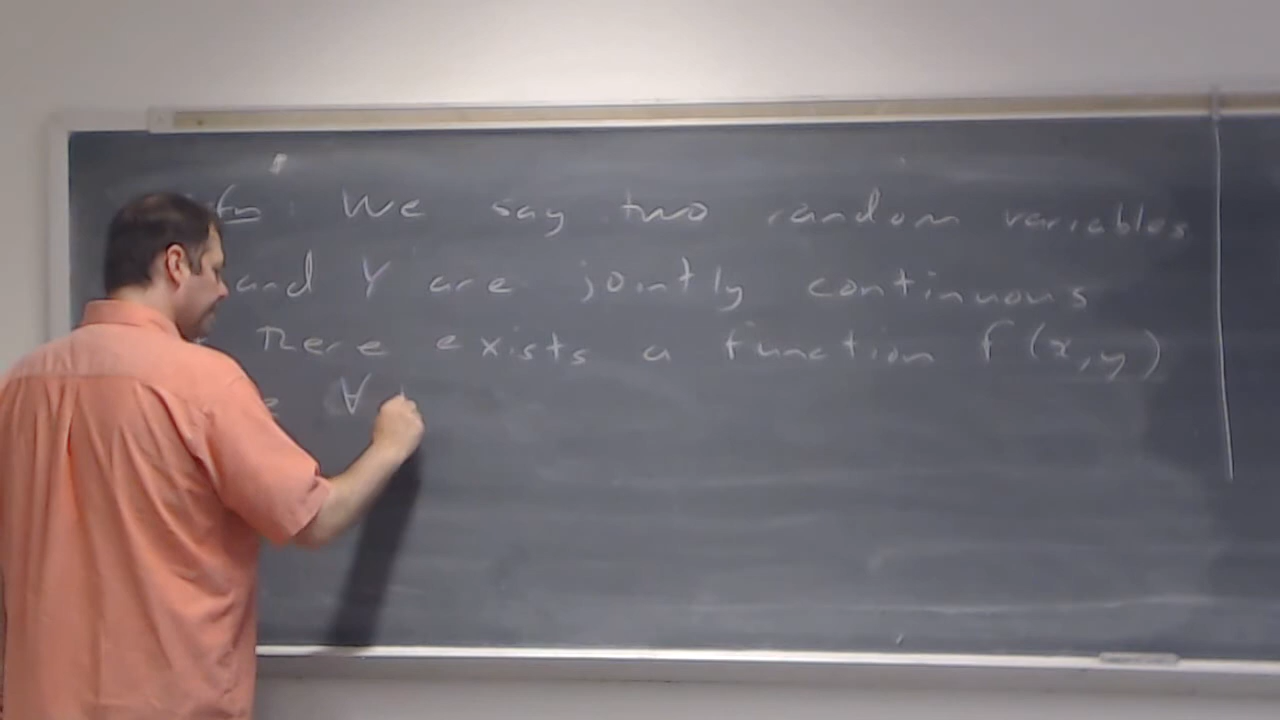 fn: We say two random variables
and Y are jointly continuous
there exists a function f(x,y)
∀